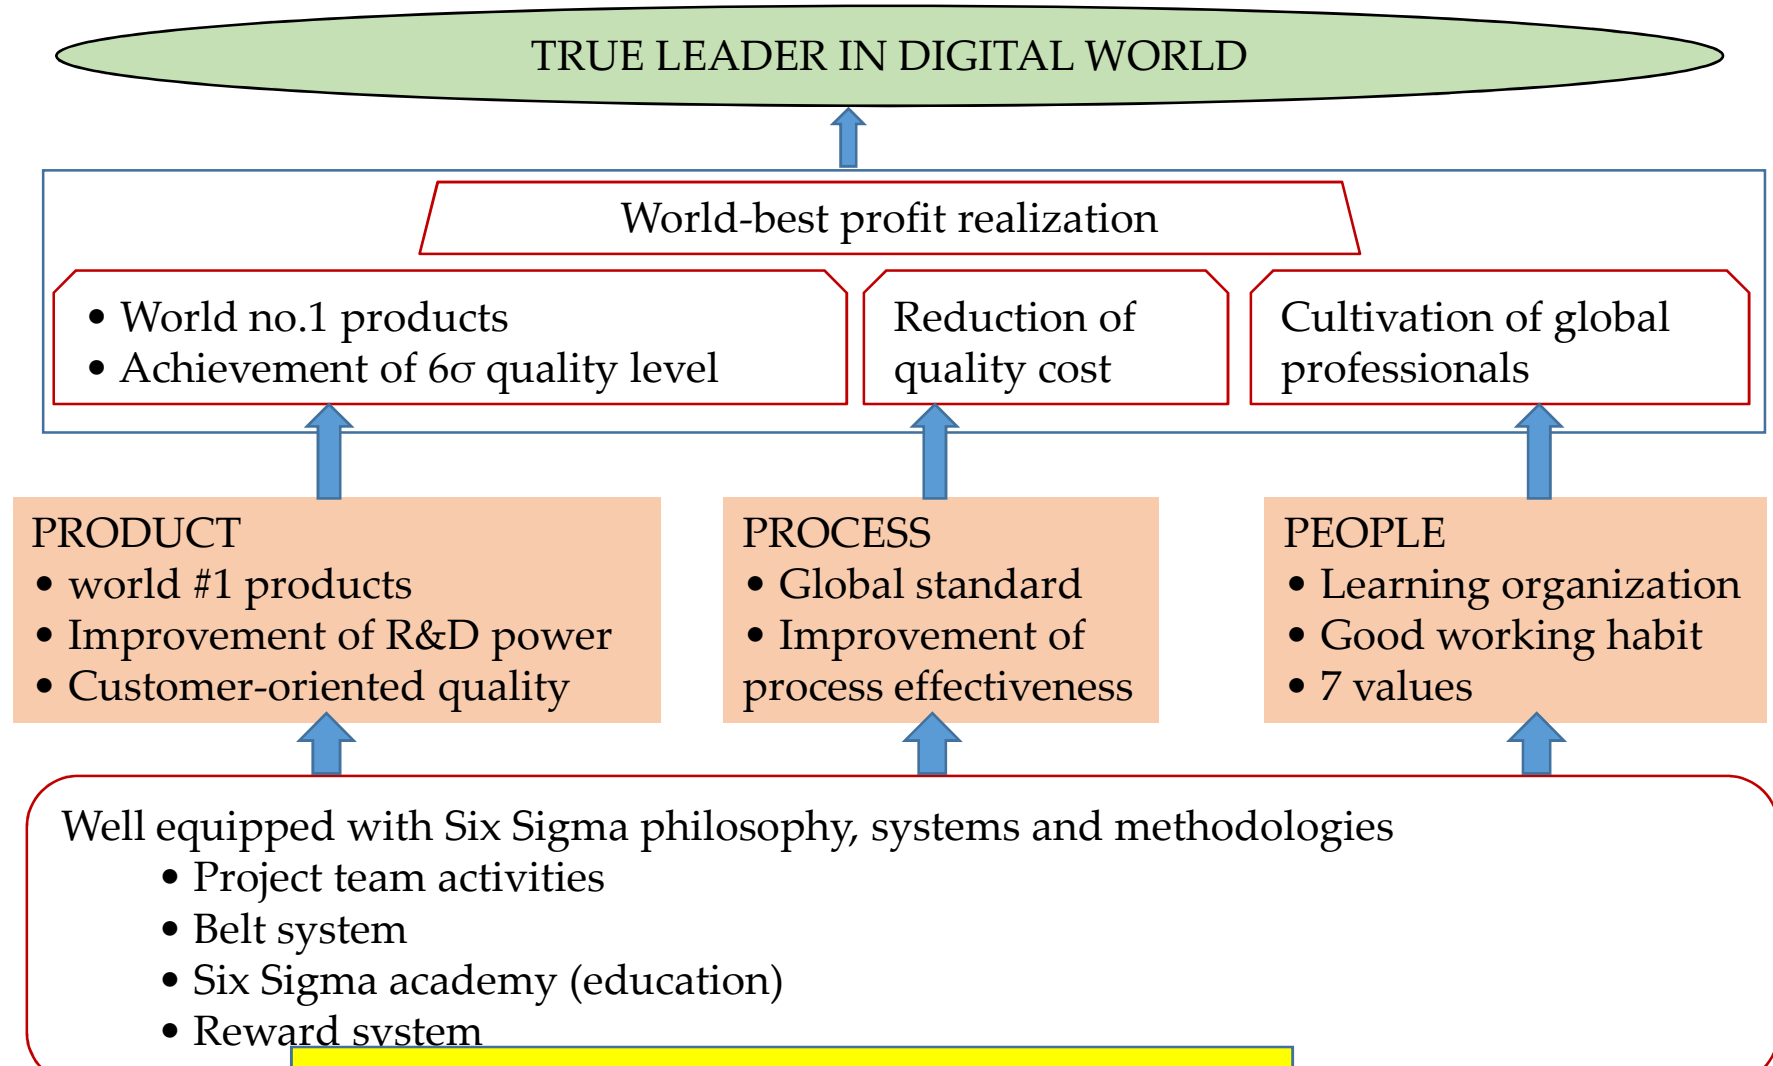 TRUE LEADER IN DIGITAL WORLD
World-best profit realization
• World no.1 products
• Achievement of 6σ quality level
Reduction of
quality cost
Cultivation of global
professionals
PRODUCT
• world #1 products
• Improvement of R&D power
• Customer-oriented quality
PROCESS
• Global standard
• Improvement of
process effectiveness
PEOPLE
• Learning organization
• Good working habit
• 7 values
Well equipped with Six Sigma philosophy, systems and methodologies
• Project team activities
• Belt system
• Six Sigma academy (education)
• Reward system